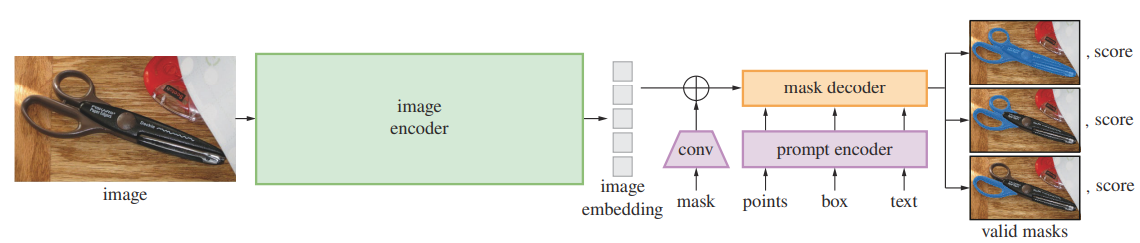 image
image
encoder
image
embedding
conv
mask
mask decoder
prompt encoder
points
box
text
, score
, score
, score
valid masks